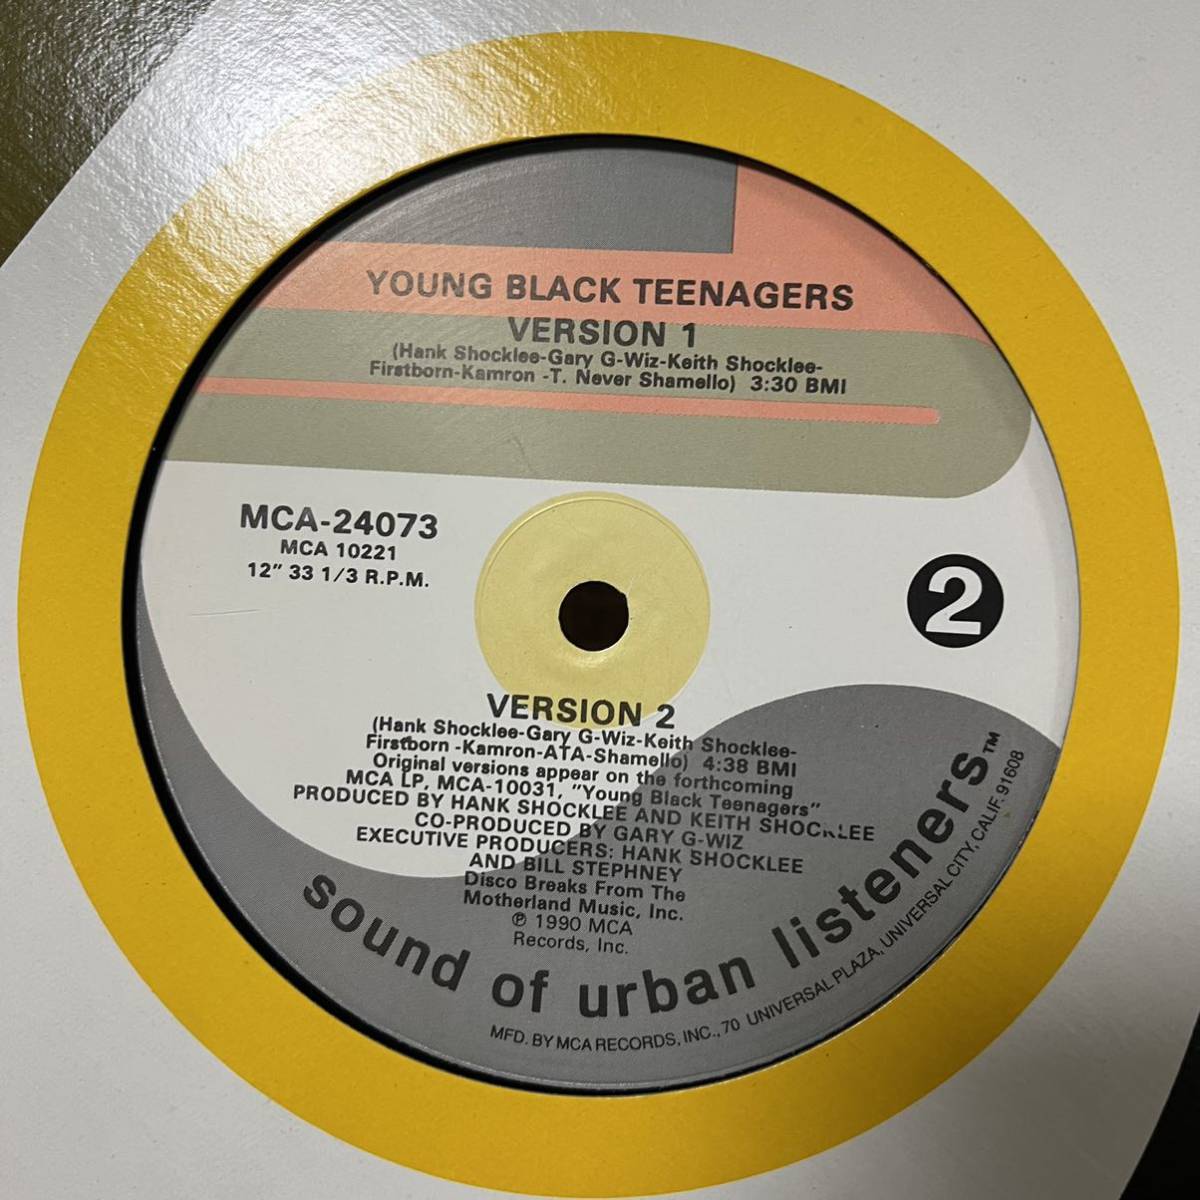 YOUNG BLACK TEENAGERS
VERSION 1
(Hank Shocklee-Gary G-Wiz-Keith Shocklee-
Firstborn-Kamron -T. Never Shamello) 3:30 BMI
MCA-24073
MCA 10221
12" 33 1/3 R.P.M.
2
VERSION 2
(Hank Shocklee-Gary G-Wiz-Keith Shocklee-
Firstborn -Kamron-ATA-Shamello) 4:38 BMI
Original versions appear on the forthcoming
MCA LP, MCA-10031, "Young Black Teenagers"
PRODUCED BY HANK SHOCKLEE AND KEITH SHOCKLEE
CO-PRODUCED BY GARY G-WIZ
EXECUTIVE PRODUCERS: HANK SHOCKLEE
AND BILL STEPHNEY
Disco Breaks From The
Motherland Music, Inc.
℗ 1990 MCA
Records, Inc.
sound of urban listeners™
MFD. BY MCA RECORDS, INC., 70 UNIVERSAL PLAZA, UNIVERSAL CITY, CALIF. 91608